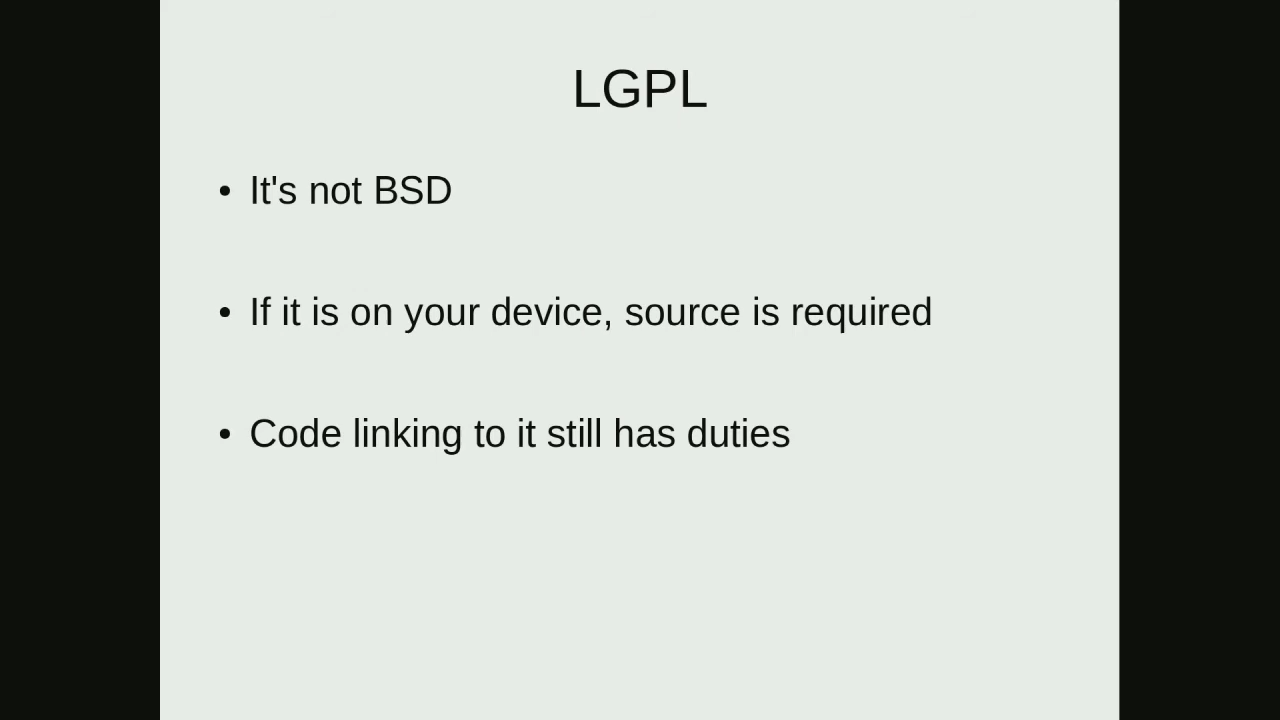 LGPL
• It's not BSD
• If it is on your device, source is required
• Code linking to it still has duties